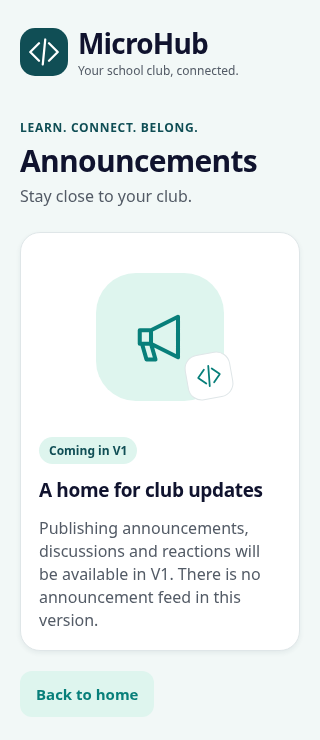 MicroHub
Your school club, connected.
LEARN. CONNECT. BELONG.
Announcements
Stay close to your club.
Coming in V1
A home for club updates
Publishing announcements,
discussions and reactions will
be available in V1. There is no
announcement feed in this
version.
Back to home